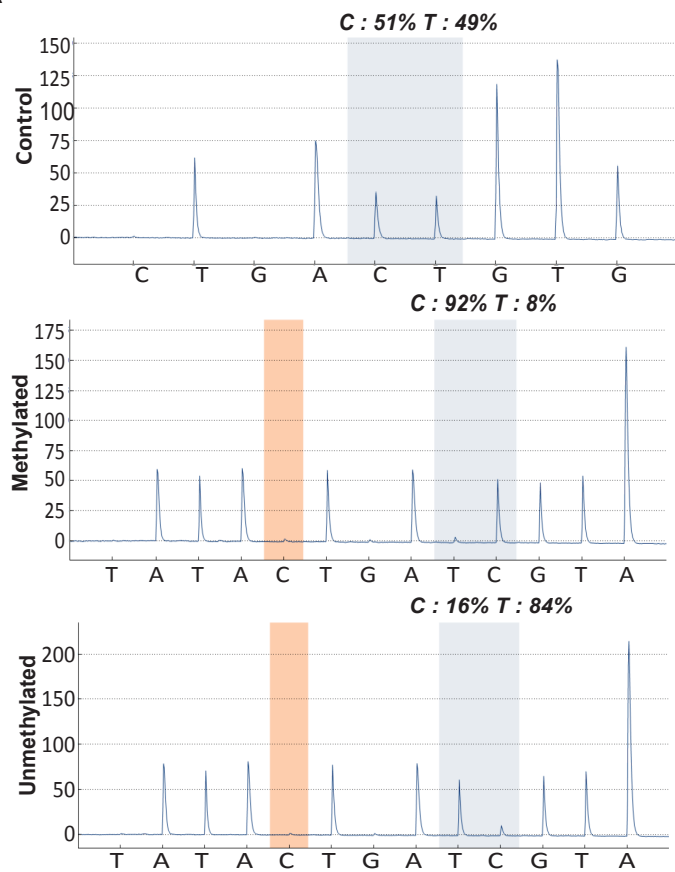 C : 51% T : 49%
Control
150
125
100
75
50
25
0
C T G A C T G T G
C : 92% T : 8%
Methylated
175
150
125
100
75
50
25
0
T A T A C T G A T C G T A
C : 16% T : 84%
Unmethylated
200
150
100
50
0
T A T A C T G A T C G T A